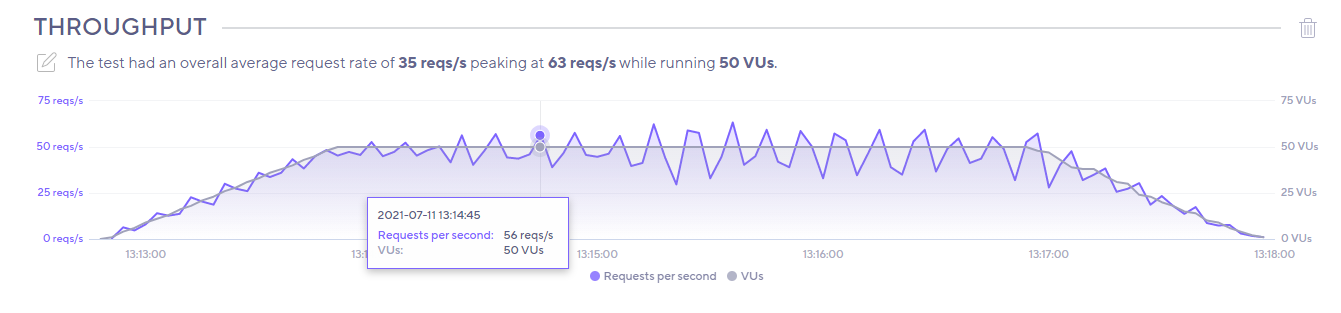 THROUGHPUT
The test had an overall average request rate of 35 reqs/s peaking at 63 reqs/s while running 50 VUs.
75 reqs/s 75 VUs
50 reqs/s 50 VUs
25 reqs/s 25 VUs
0 reqs/s 0 VUs
2021-07-11 13:14:45
Requests per second: 56 reqs/s
VUs: 50 VUs
13:13:00 13:1 13:15:00 13:16:00 13:17:00 13:18:00
Requests per second VUs